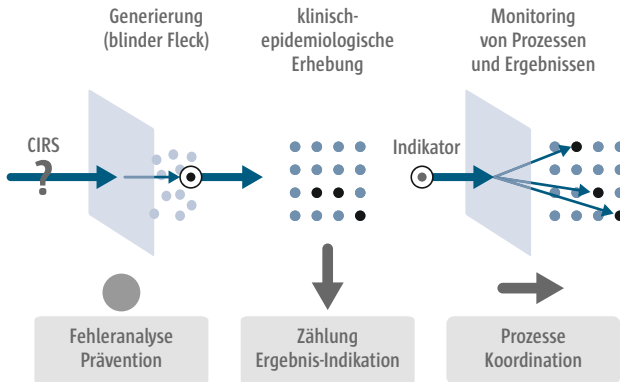 Generierung
(blinder Fleck)
klinisch-
epidemiologische
Erhebung
Monitoring
von Prozessen
und Ergebnissen
CIRS
?
Indikator
Fehleranalyse
Prävention
Zählung
Ergebnis-Indikation
Prozesse
Koordination